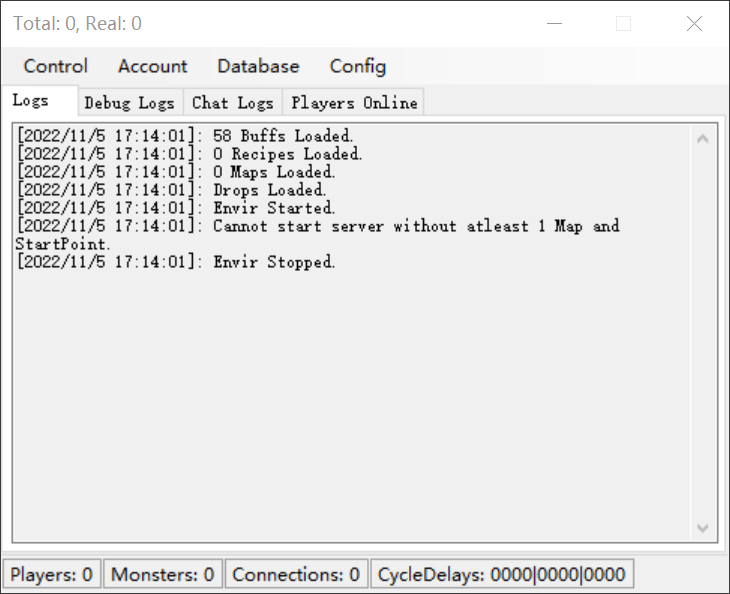 Total: 0, Real: 0
Control Account Database Config
Logs Debug Logs Chat Logs Players Online
[2022/11/5 17:14:01]: 58 Buffs Loaded.
[2022/11/5 17:14:01]: 0 Recipes Loaded.
[2022/11/5 17:14:01]: 0 Maps Loaded.
[2022/11/5 17:14:01]: Drops Loaded.
[2022/11/5 17:14:01]: Envir Started.
[2022/11/5 17:14:01]: Cannot start server without atleast 1 Map and
StartPoint.
[2022/11/5 17:14:01]: Envir Stopped.
Players: 0 Monsters: 0 Connections: 0 CycleDelays: 0000|0000|0000